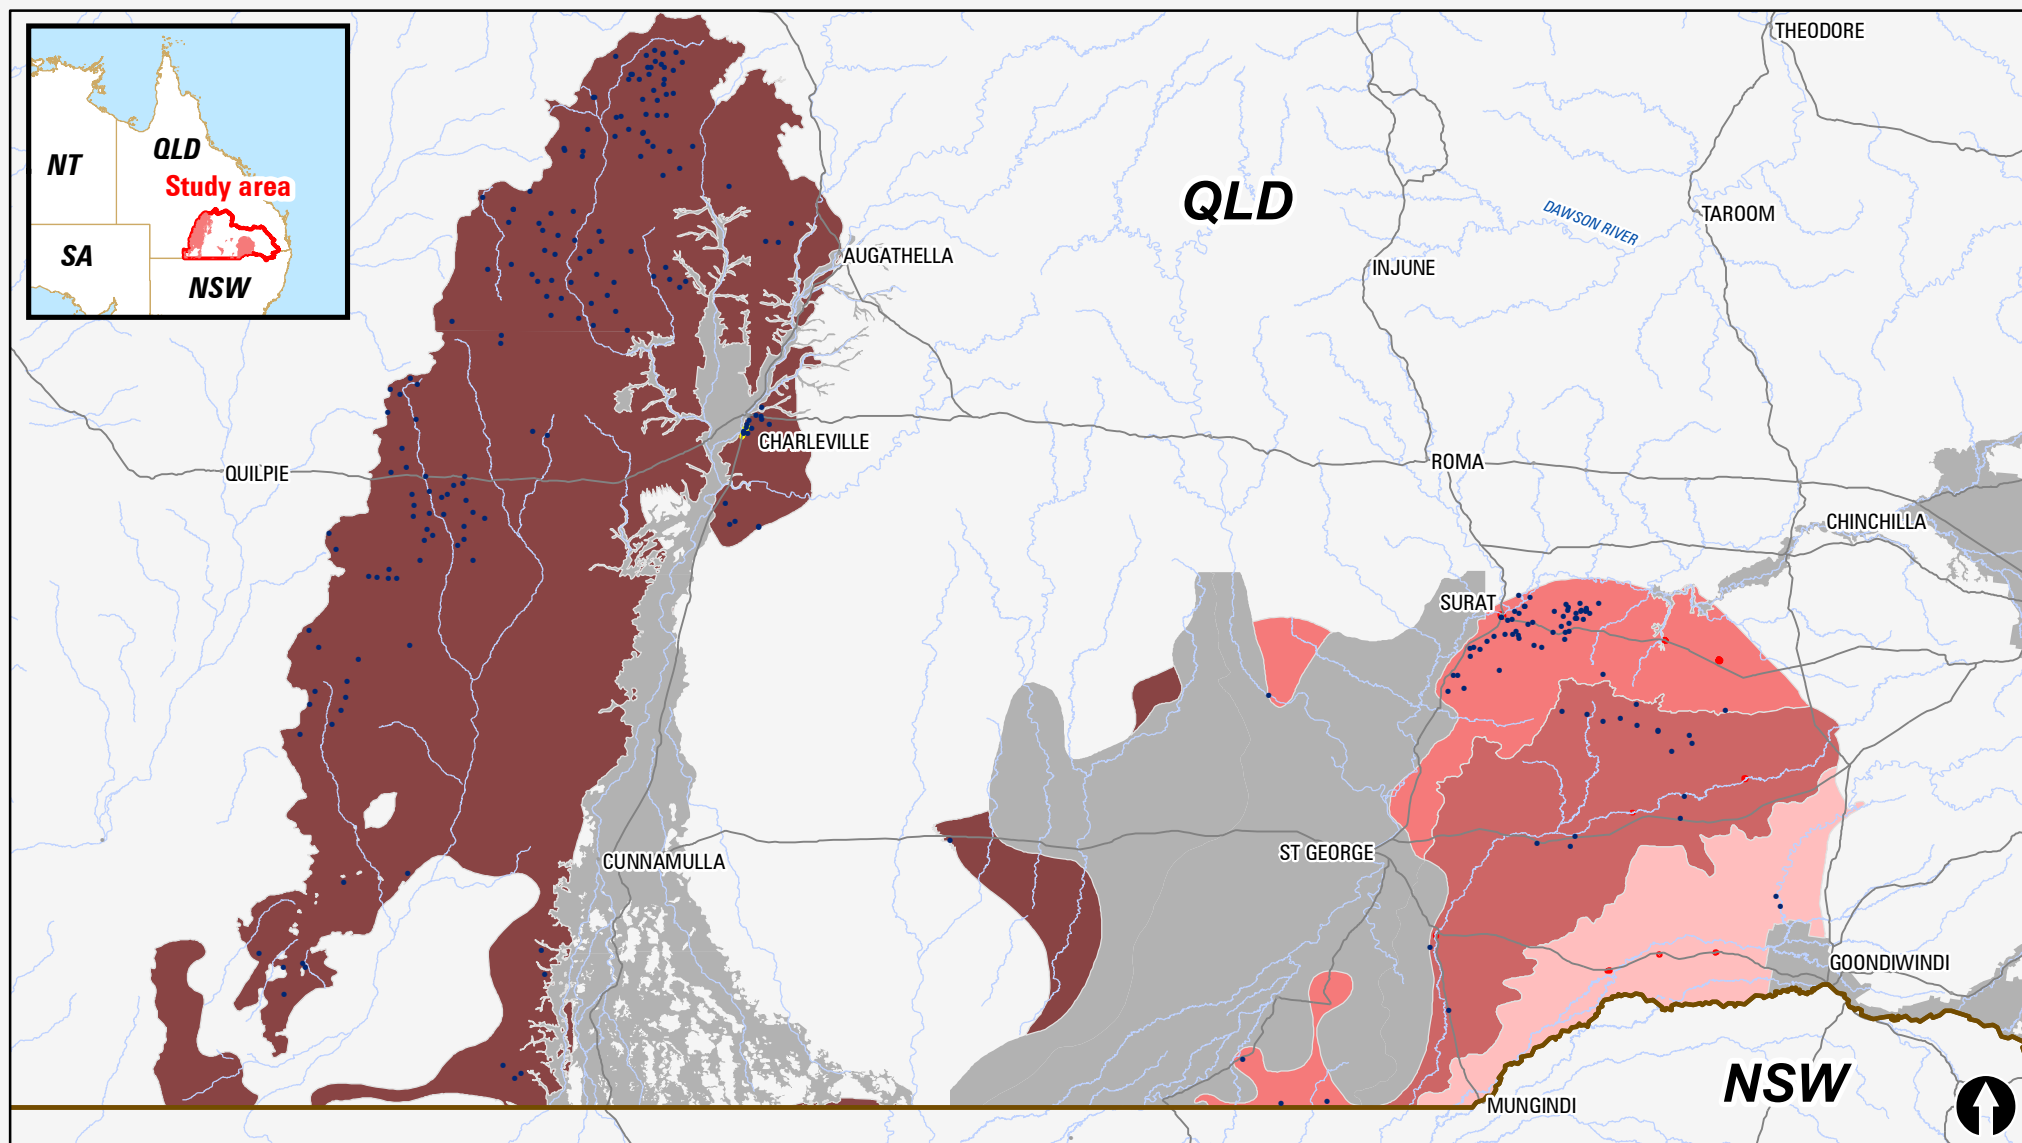 THEODORE
NT
QLD
Study area
SA
NSW
QLD
DAWSON RIVER
TAROOM
AUGATHELLA
INJUNE
CHARLEVILLE
QUILPIE
ROMA
CHINCHILLA
SURAT
ST GEORGE
CUNNAMULLA
GOONDIWINDI
NSW
MUNGINDI